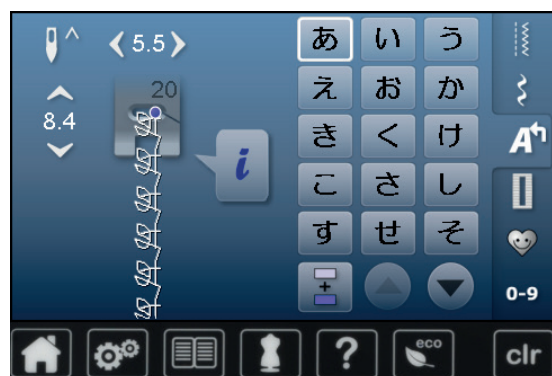 ^ 5.5 あ い う
20 え お か
8.4 き く け A
i こ さ し
す せ そ
+ 0-9
? eco clr